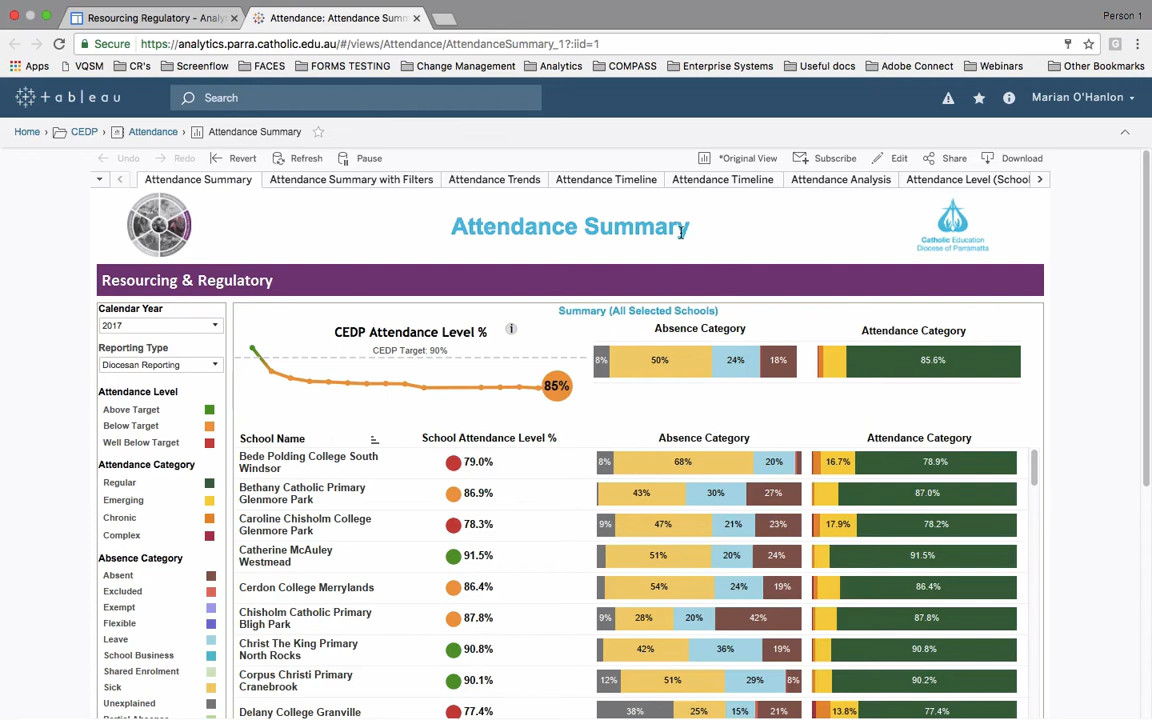 Resourcing Regulatory - Analyt
Attendance: Attendance Summ
Person 1
Secure
https://analytics.parra.catholic.edu.au/#/views/Attendance/AttendanceSummary_1?:iid=1
Apps VQSM CR's Screenflow FACES FORMS TESTING Change Management Analytics COMPASS Enterprise Systems Useful docs Adobe Connect Webinars Other Bookmarks
+ a b l e a u
Search
Marian O'Hanlon
Home › CEDP › Attendance › Attendance Summary
Undo Redo Revert Refresh Pause *Original View Subscribe Edit Share Download
Attendance Summary Attendance Summary with Filters Attendance Trends Attendance Timeline Attendance Timeline Attendance Analysis Attendance Level (School
Attendance Summary
Catholic Education
Diocese of Parramatta
Resourcing & Regulatory
Calendar Year
2017
Reporting Type
Diocesan Reporting
Attendance Level
Above Target
Below Target
Well Below Target
Attendance Category
Regular
Emerging
Chronic
Complex
Absence Category
Absent
Excluded
Exempt
Flexible
Leave
School Business
Shared Enrolment
Sick
Unexplained
Partial Absence
Summary (All Selected Schools)
CEDP Attendance Level %
i
CEDP Target: 90%
85%
Absence Category
8% 50% 24% 18%
Attendance Category
85.6%
School Name School Attendance Level % Absence Category Attendance Category
Bede Polding College South
Windsor
79.0% 8% 68% 20% 16.7% 78.9%
Bethany Catholic Primary
Glenmore Park
86.9% 43% 30% 27% 87.0%
Caroline Chisholm College
Glenmore Park
78.3% 9% 47% 21% 23% 17.9% 78.2%
Catherine McAuley
Westmead
91.5% 51% 20% 24% 91.5%
Cerdon College Merrylands 86.4% 54% 24% 19% 86.4%
Chisholm Catholic Primary
Bligh Park
87.8% 9% 28% 20% 42% 87.8%
Christ The King Primary
North Rocks
90.8% 42% 36% 19% 90.8%
Corpus Christi Primary
Cranebrook
90.1% 12% 51% 29% 8% 90.2%
Delany College Granville 77.4% 38% 25% 15% 21% 13.8% 77.4%